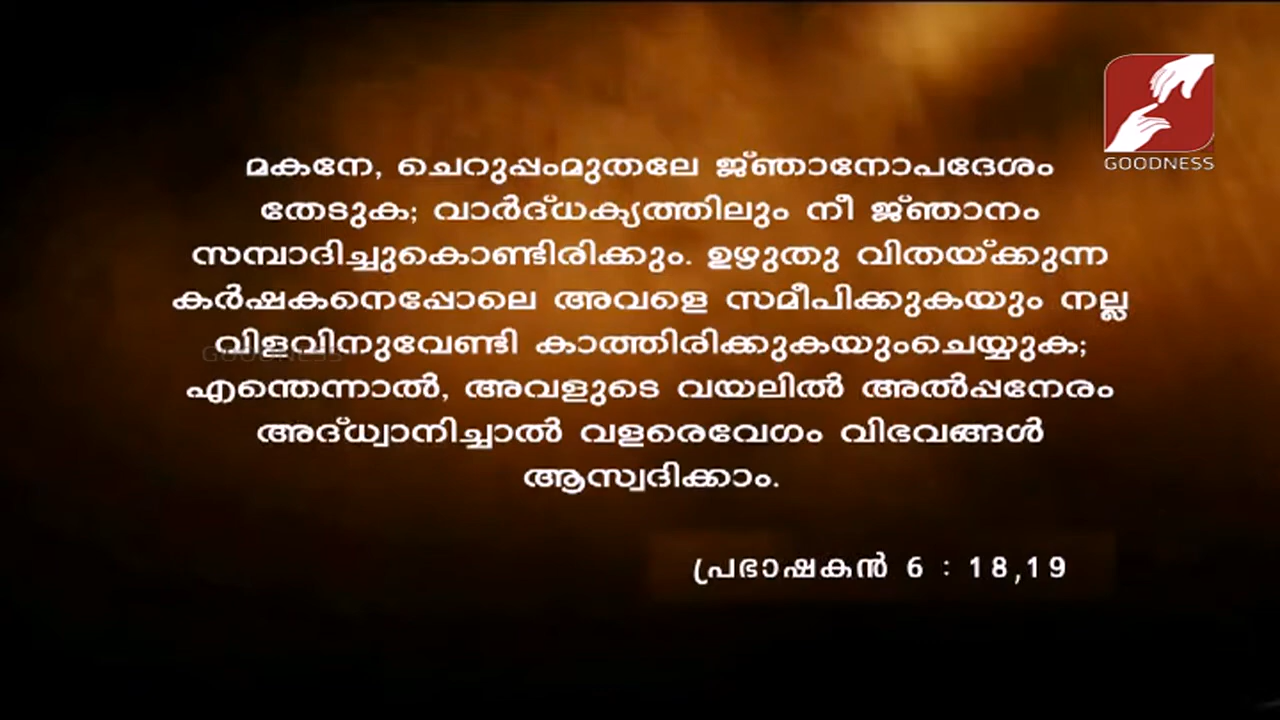 GOODNESS
മകനേ, ചെറുപ്പംമുതലേ ജ്ഞാനോപദേശം
തേടുക; വാർദ്ധക്യത്തിലും നീ ജ്ഞാനം
സമ്പാദിച്ചുകൊണ്ടിരിക്കും. ഉഴുതു വിതയ്ക്കുന്ന
കർഷകനെപ്പോലെ അവളെ സമീപിക്കുകയും നല്ല
വിളവിനുവേണ്ടി കാത്തിരിക്കുകയുംചെയ്യുക;
GOODNESS
എന്തെന്നാൽ, അവളുടെ വയലിൽ അൽപ്പനേരം
അദ്ധ്വാനിച്ചാൽ വളരെവേഗം വിഭവങ്ങൾ
ആസ്വദിക്കാം.
പ്രഭാഷകൻ 6 : 18,19